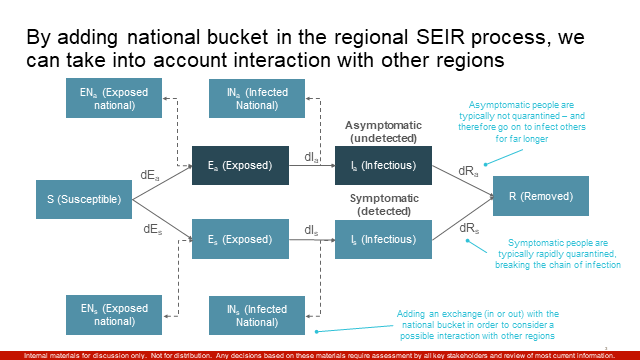 By adding national bucket in the regional SEIR process, we
can take into account interaction with other regions
ENa (Exposed
national)
INa (Infected
National)
Asymptomatic people are
typically not quarantined – and
therefore go on to infect others
for far longer
Asymptomatic
(undetected)
dEa
Ea (Exposed)
dIa
Is (Infectious)
dRa
S (Susceptible)
Symptomatic
(detected)
R (Removed)
dEs
Es (Exposed)
dIs
Is (Infectious)
dRs
Symptomatic people are
typically rapidly quarantined,
breaking the chain of infection
ENs (Exposed
national)
INs (Infected
National)
Adding an exchange (in or out) with the
national bucket in order to consider a
possible interaction with other regions
Internal materials for discussion only. Not for distribution. Any decisions based on these materials require assessment by all key stakeholders and review of most current information.